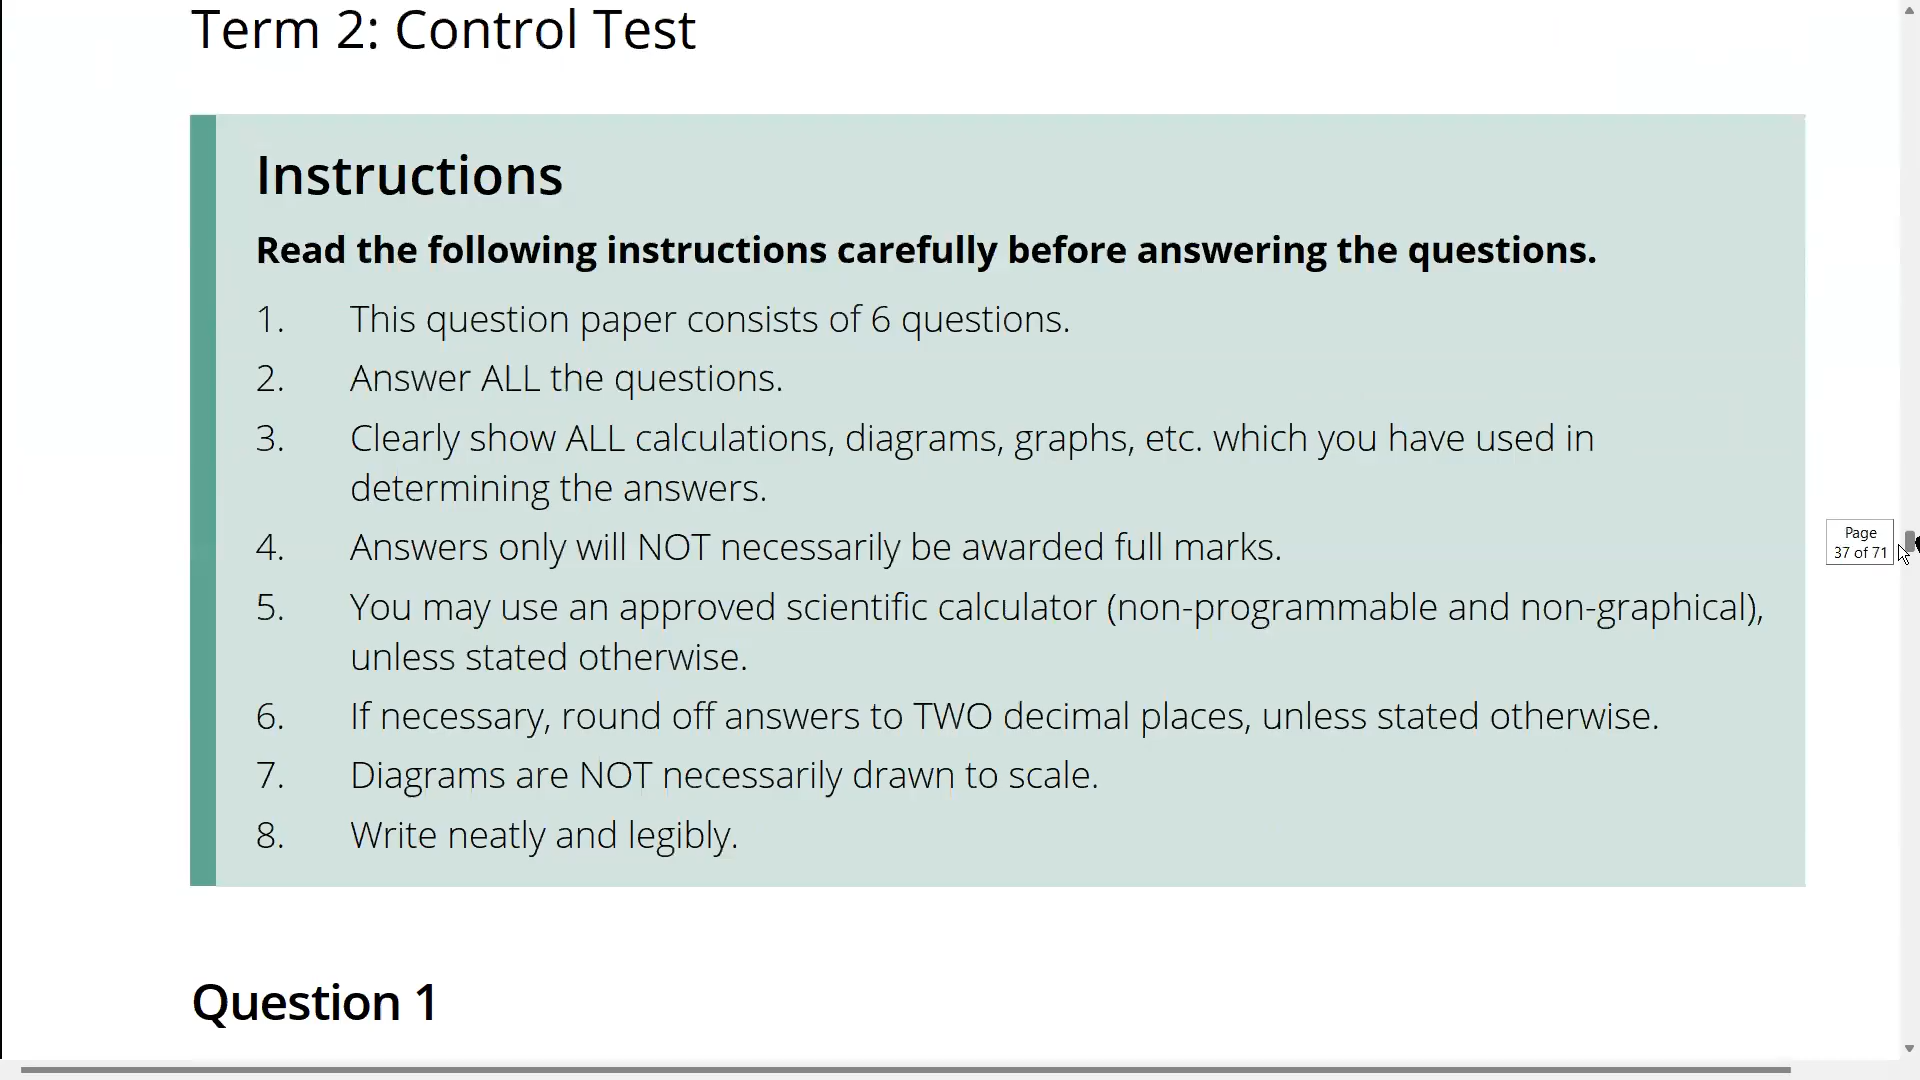 Term 2: Control Test
Instructions
Read the following instructions carefully before answering the questions.
1. This question paper consists of 6 questions.
2. Answer ALL the questions.
3. Clearly show ALL calculations, diagrams, graphs, etc. which you have used in
determining the answers.
4. Answers only will NOT necessarily be awarded full marks.
5. You may use an approved scientific calculator (non-programmable and non-graphical),
unless stated otherwise.
6. If necessary, round off answers to TWO decimal places, unless stated otherwise.
7. Diagrams are NOT necessarily drawn to scale.
8. Write neatly and legibly.
Page
37 of 71
Question 1